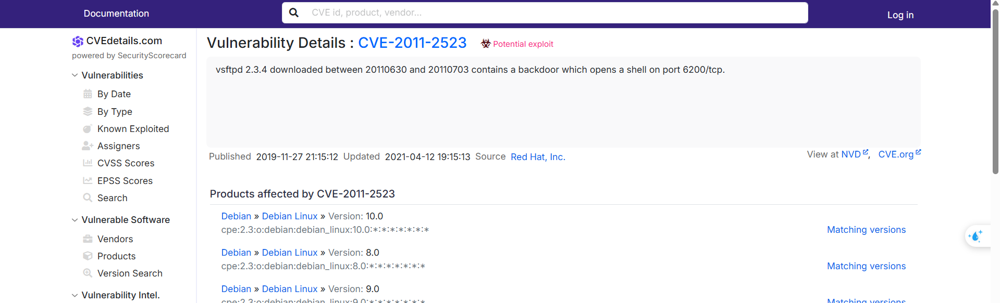 Documentation
CVE id, product, vendor...
Log in
CVEdetails.com
powered by SecurityScorecard
Vulnerabilities
By Date
By Type
Known Exploited
Assigners
CVSS Scores
EPSS Scores
Search
Vulnerable Software
Vendors
Products
Version Search
Vulnerability Intel.
Vulnerability Details : CVE-2011-2523 Potential exploit
vsftpd 2.3.4 downloaded between 20110630 and 20110703 contains a backdoor which opens a shell on port 6200/tcp.
Published 2019-11-27 21:15:12 Updated 2021-04-12 19:15:13 Source Red Hat, Inc.
View at NVD, CVE.org
Products affected by CVE-2011-2523
Debian » Debian Linux » Version: 10.0
cpe:2.3:o:debian:debian_linux:10.0:*:*:*:*:*:*:*
Matching versions
Debian » Debian Linux » Version: 8.0
cpe:2.3:o:debian:debian_linux:8.0:*:*:*:*:*:*:*
Matching versions
Debian » Debian Linux » Version: 9.0
cpe:2.3:o:debian:debian_linux:9.0:*:*:*:*:*:*:*
Matching versions